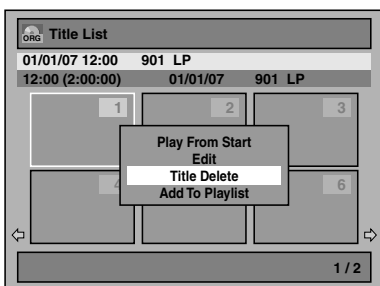 ORG Title List
01/01/07 12:00 901 LP
12:00 (2:00:00) 01/01/07 901 LP
1 2 3
Play From Start
Edit
Title Delete
Add To Playlist
4 6
1 / 2